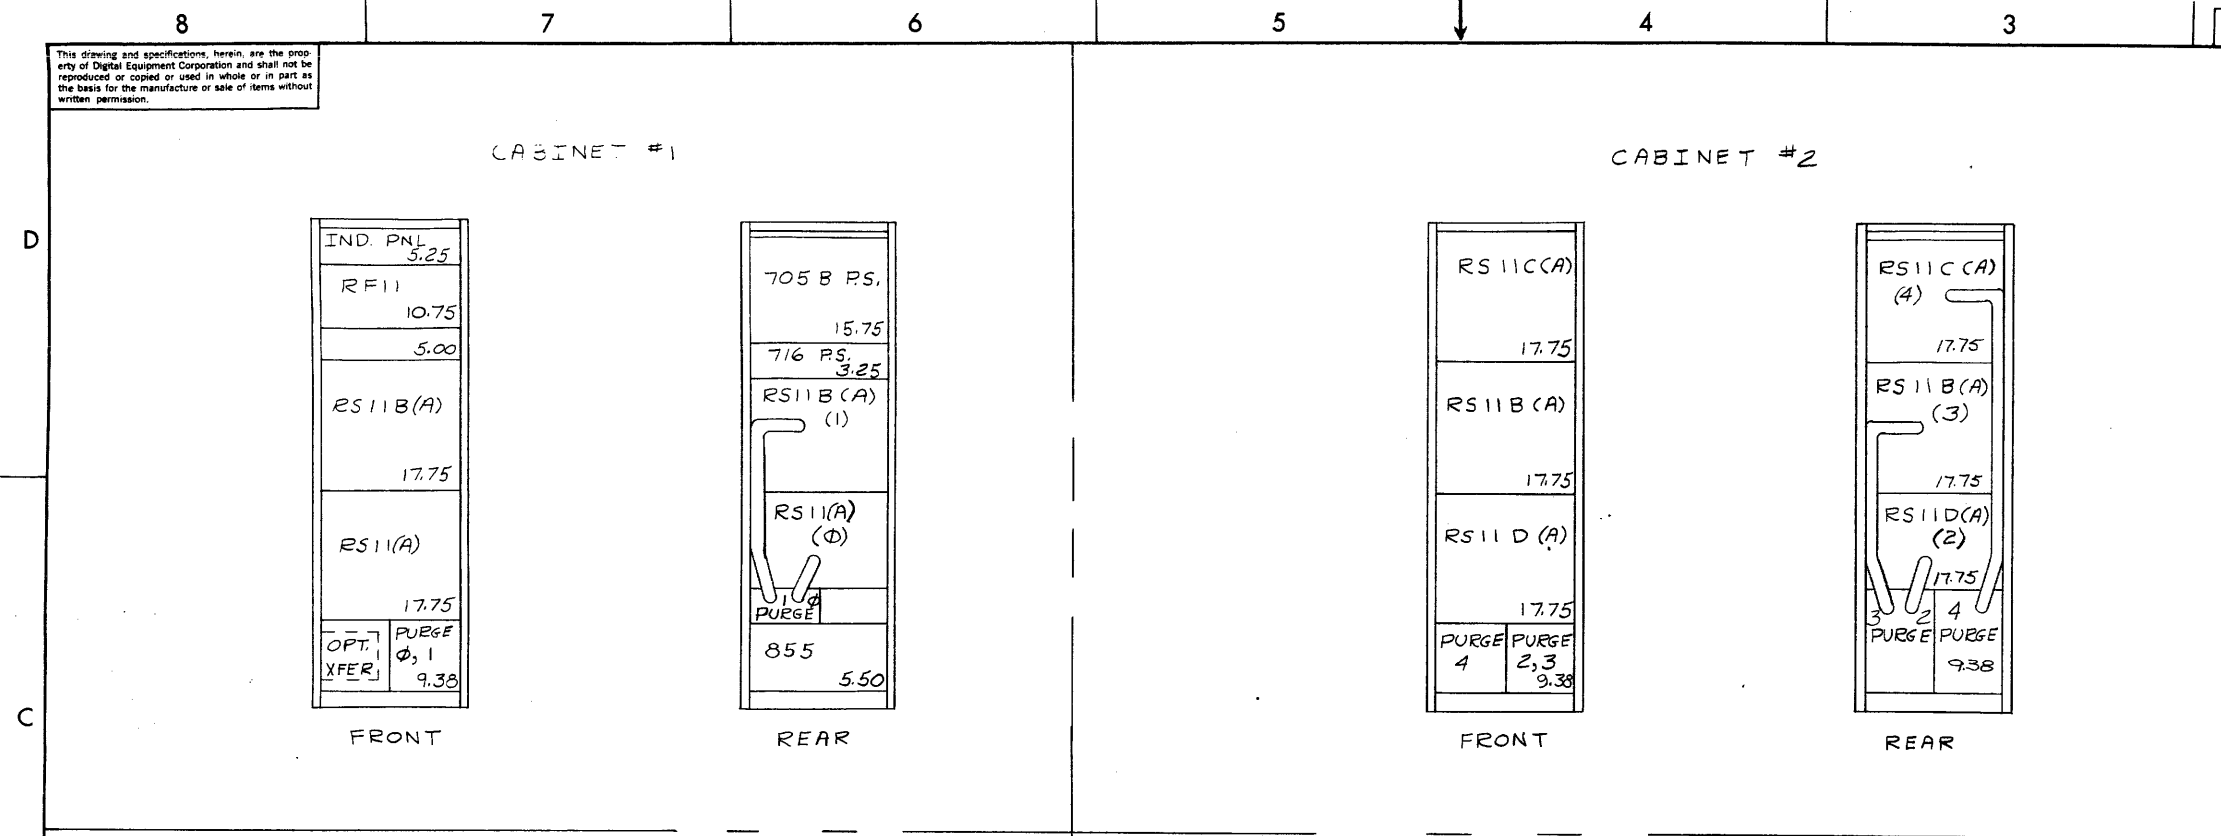 8 7 6 5 4 3
This drawing and specifications, herein, are the prop-
erty of Digital Equipment Corporation and shall not be
reproduced or copied or used in whole or in part as
the basis for the manufacture or sale of items without
written permission.
D
C
CABINET #1
IND. PNL
5.25
RF11
10.75
5.00
RS11B(A)
17.75
RS11(A)
17.75
OPT.
XFER
PURGE
Ø, 1
9.38
FRONT
705 B P.S.
15.75
716 P.S.
3.25
RS11B(A)
(1)
RS11(A)
(Ø)
1 Ø
PURGE
855
5.50
REAR
CABINET #2
RS11C(A)
17.75
RS11B(A)
17.75
RS11D(A)
17.75
PURGE
4
PURGE
2,3
9.38
FRONT
RS11C(A)
(4)
17.75
RS11B(A)
(3)
17.75
RS11D(A)
(2)
17.75
3 2
PURGE
4
PURGE
9.38
REAR